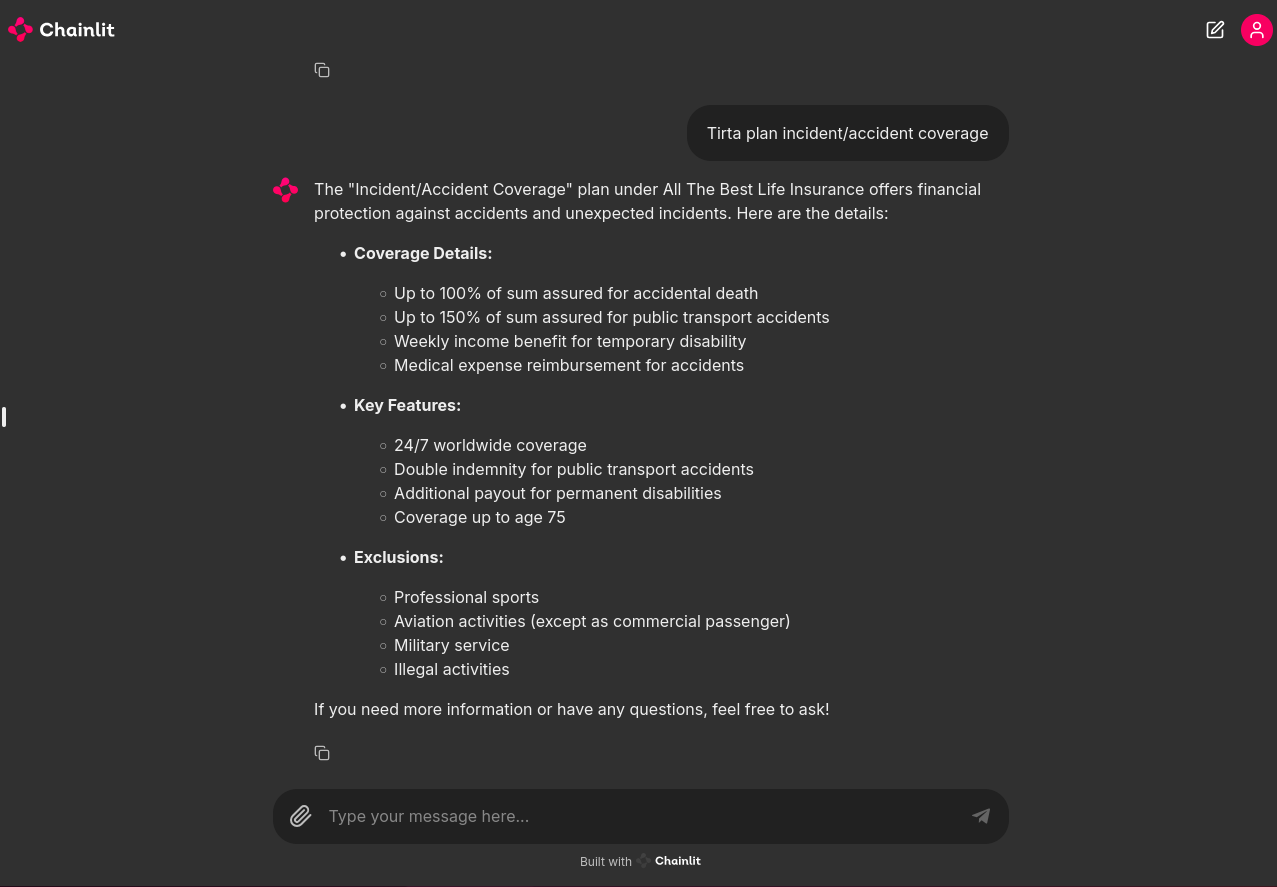 Chainlit
Tirta plan incident/accident coverage
The "Incident/Accident Coverage" plan under All The Best Life Insurance offers financial
protection against accidents and unexpected incidents. Here are the details:
• Coverage Details:
○ Up to 100% of sum assured for accidental death
○ Up to 150% of sum assured for public transport accidents
○ Weekly income benefit for temporary disability
○ Medical expense reimbursement for accidents
• Key Features:
○ 24/7 worldwide coverage
○ Double indemnity for public transport accidents
○ Additional payout for permanent disabilities
○ Coverage up to age 75
• Exclusions:
○ Professional sports
○ Aviation activities (except as commercial passenger)
○ Military service
○ Illegal activities
If you need more information or have any questions, feel free to ask!
Type your message here...
Built with Chainlit